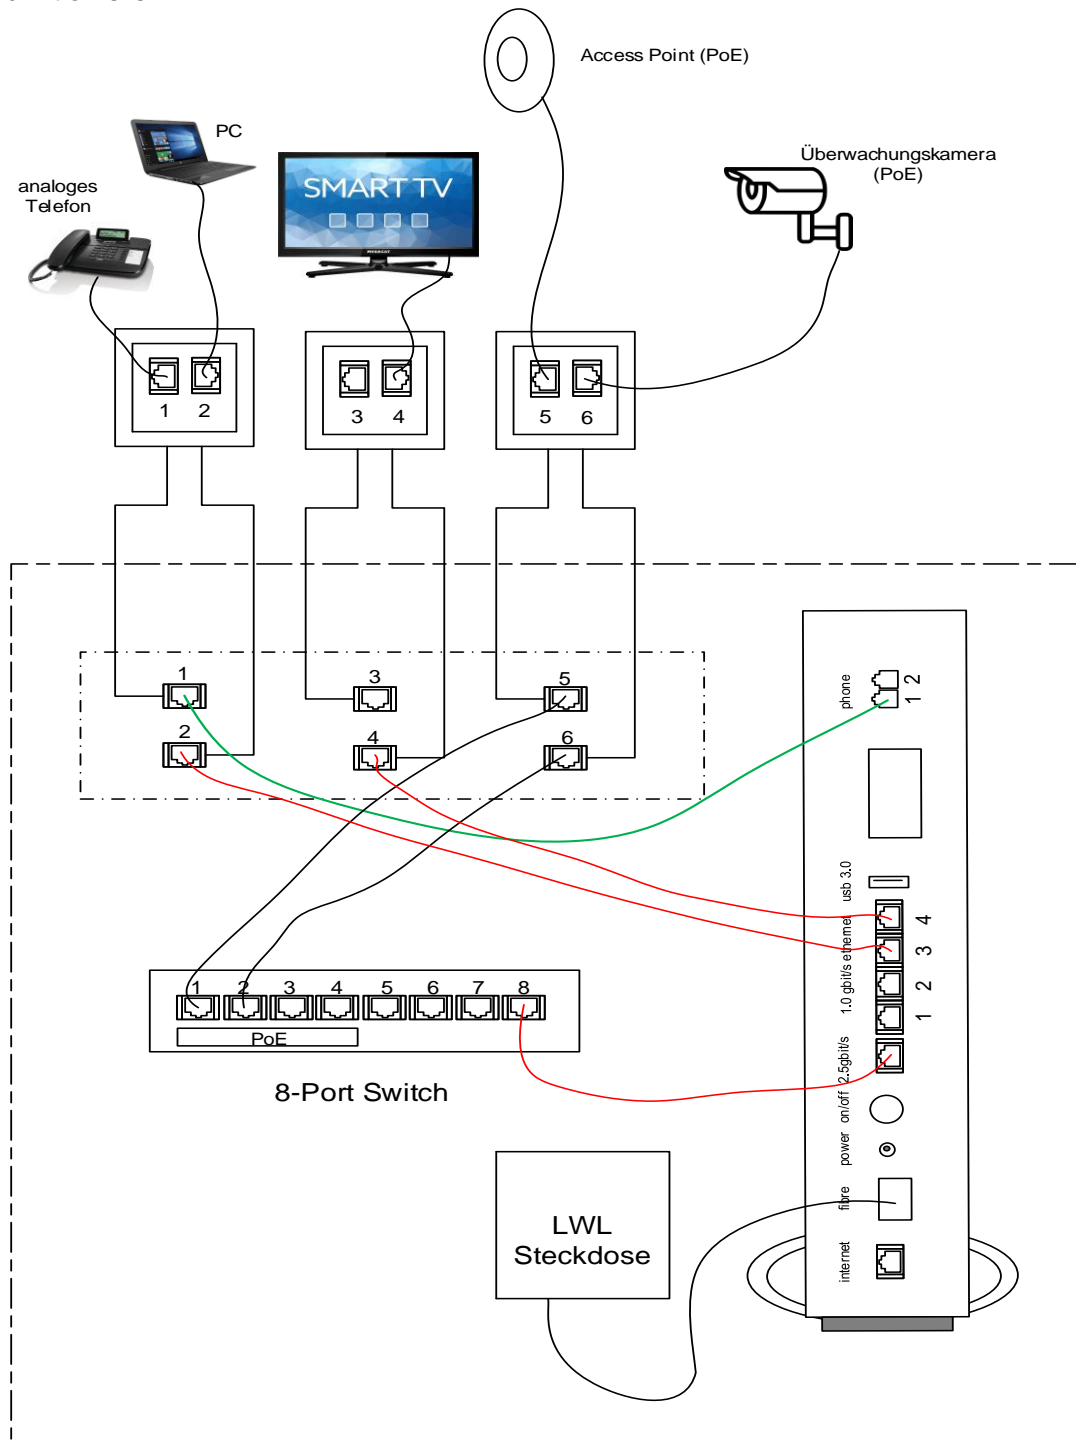 Access Point (PoE)
PC
analoges
Telefon
SMART TV
Überwachungskamera
(PoE)
1 2
3 4
5 6
1
3
5
2
4
6
phone
1 2
usb 3.0
1.0 gbit/s ethernet
1 2 3 4
2.5gbit/s
on/off
power
fibre
internet
1 2 3 4 5 6 7 8
PoE
8-Port Switch
LWL
Steckdose